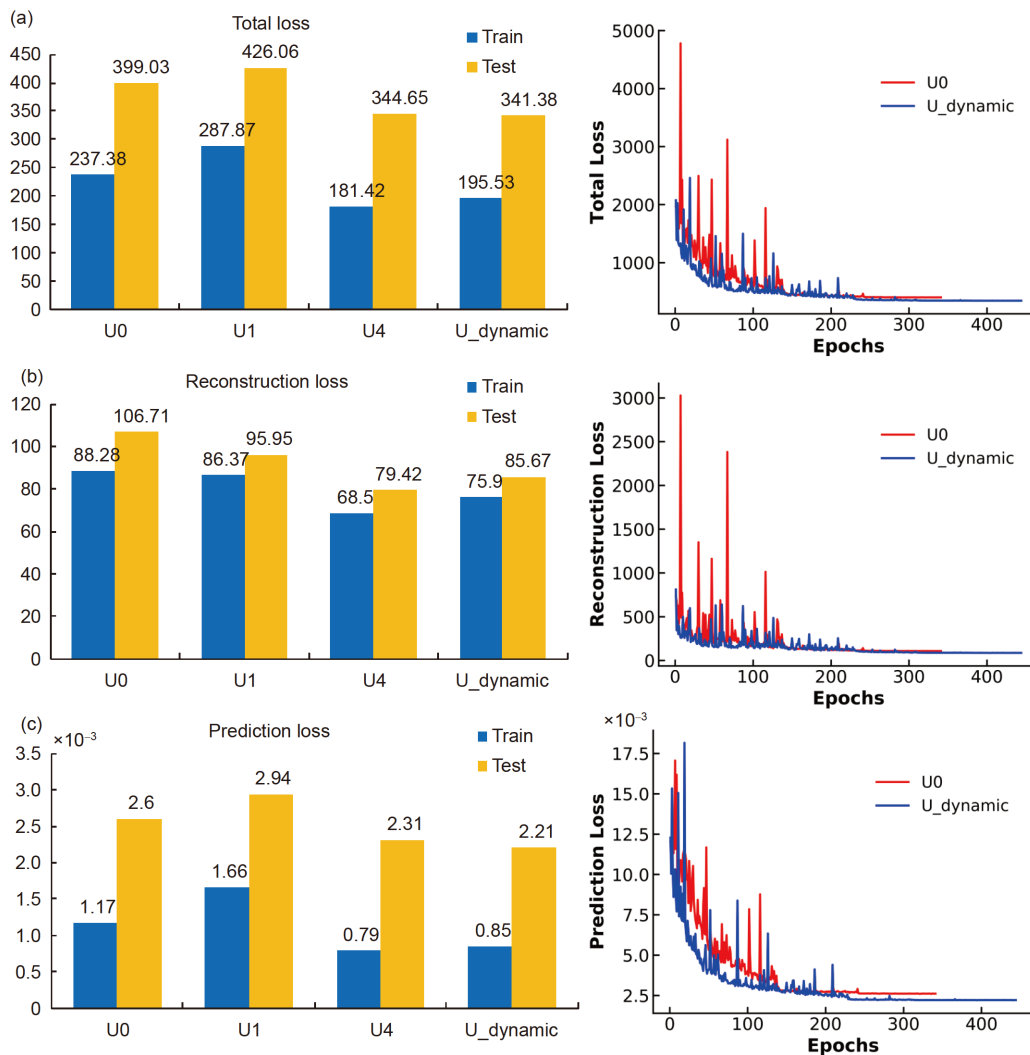 (a)
Total loss
Train
Test
450
400
350
300
250
200
150
100
50
0
237.38
399.03
287.87
426.06
181.42
344.65
195.53
341.38
U0
U1
U4
U_dynamic
Total Loss
5000
4000
3000
2000
1000
U0
U_dynamic
0
100
200
300
400
Epochs
(b)
Reconstruction loss
Train
Test
120
100
80
60
40
20
0
88.28
106.71
86.37
95.95
68.5
79.42
75.9
85.67
U0
U1
U4
U_dynamic
Reconstruction Loss
3000
2500
2000
1500
1000
500
0
U0
U_dynamic
0
100
200
300
400
Epochs
(c)
×10⁻³
Prediction loss
Train
Test
3.5
3.0
2.5
2.0
1.5
1.0
0.5
0
1.17
2.6
1.66
2.94
0.79
2.31
0.85
2.21
U0
U1
U4
U_dynamic
×10⁻³
Prediction Loss
17.5
15.0
12.5
10.0
7.5
5.0
2.5
U0
U_dynamic
0
100
200
300
400
Epochs